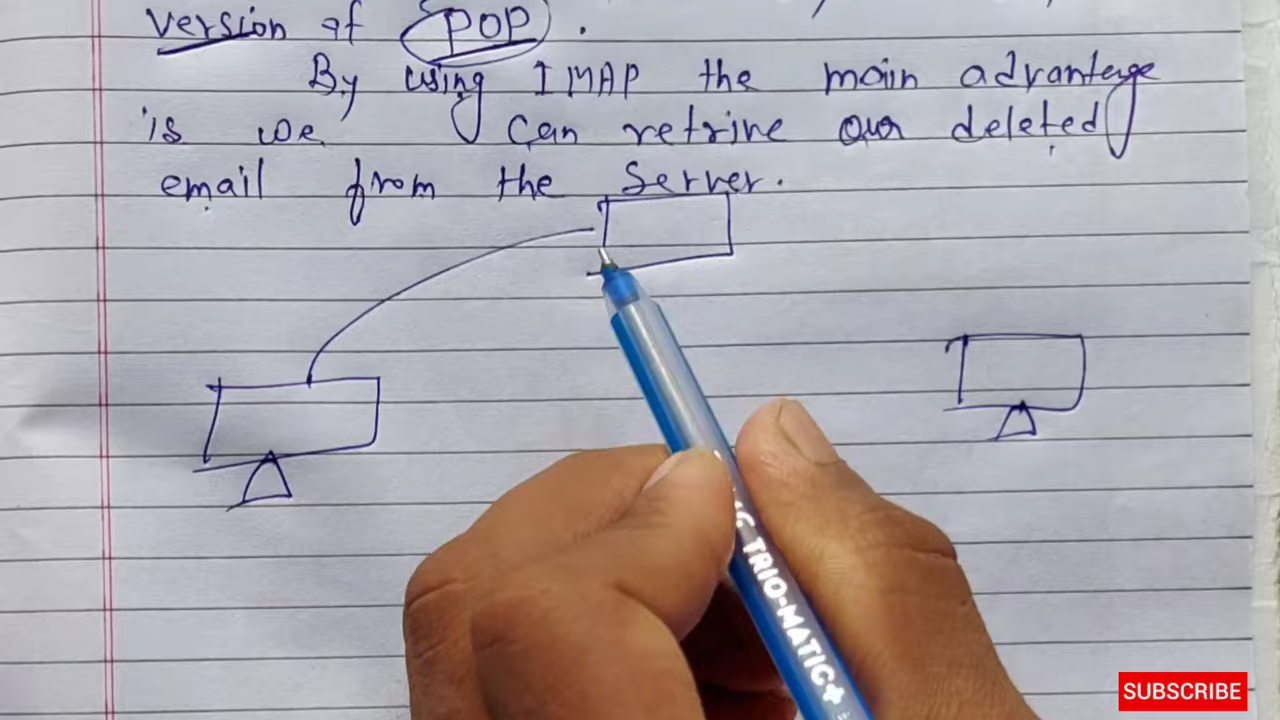 version of POP .
By using IMAP the main advantege
is we can retrive our deleted
email from the Server.
TRIO-MATIC
SUBSCRIBE